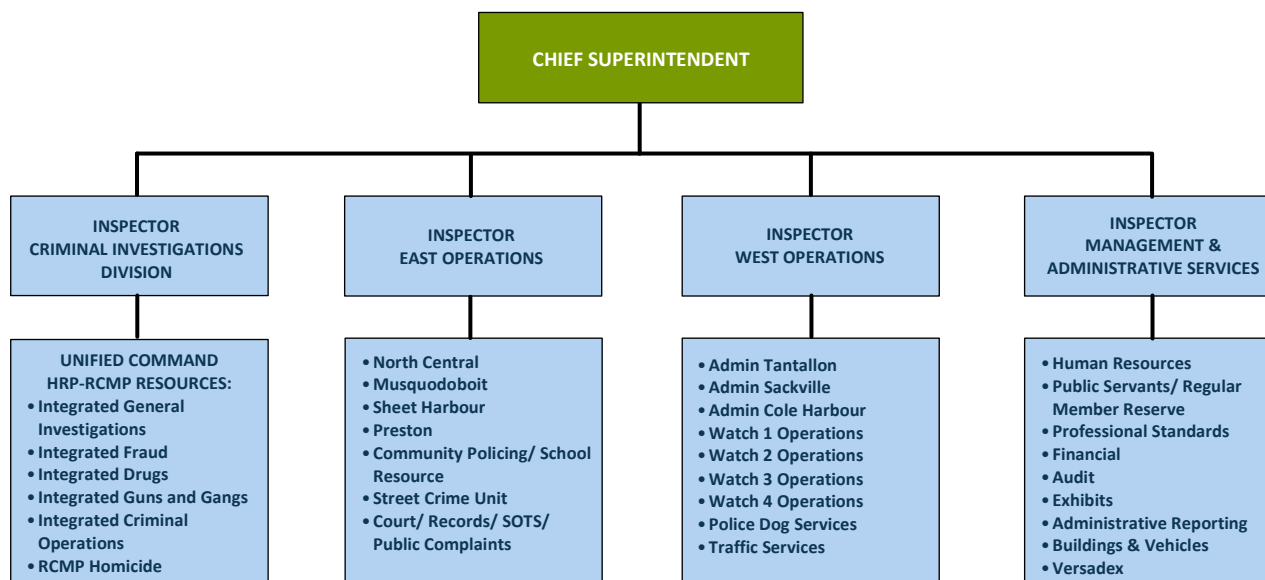 CHIEF SUPERINTENDENT
INSPECTOR
CRIMINAL INVESTIGATIONS
DIVISION
INSPECTOR
EAST OPERATIONS
INSPECTOR
WEST OPERATIONS
INSPECTOR
MANAGEMENT &
ADMINISTRATIVE SERVICES
UNIFIED COMMAND
HRP-RCMP RESOURCES:
• Integrated General
Investigations
• Integrated Fraud
• Integrated Drugs
• Integrated Guns and Gangs
• Integrated Criminal
Operations
• RCMP Homicide
• North Central
• Musquodoboit
• Sheet Harbour
• Preston
• Community Policing/ School
Resource
• Street Crime Unit
• Court/ Records/ SOTS/
Public Complaints
• Admin Tantallon
• Admin Sackville
• Admin Cole Harbour
• Watch 1 Operations
• Watch 2 Operations
• Watch 3 Operations
• Watch 4 Operations
• Police Dog Services
• Traffic Services
• Human Resources
• Public Servants/ Regular
Member Reserve
• Professional Standards
• Financial
• Audit
• Exhibits
• Administrative Reporting
• Buildings & Vehicles
• Versadex